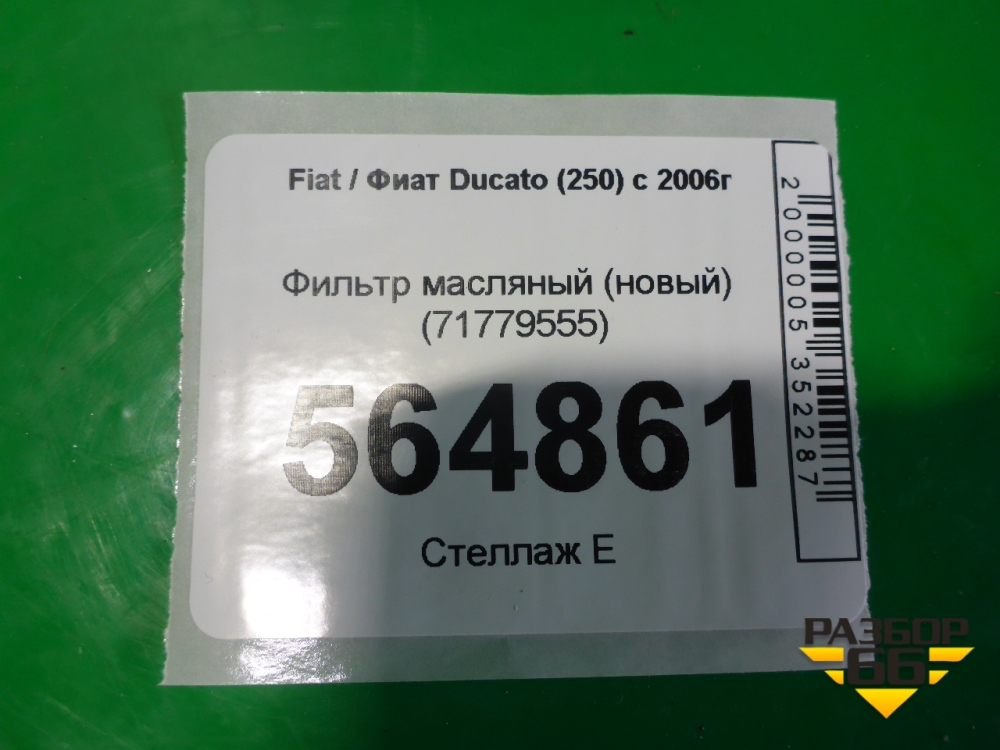 Fiat / Фиат Ducato (250) с 2006г
Фильтр масляный (новый)
(71779555)
564861
Стеллаж Е
2000005352287
РАЗБОР
66